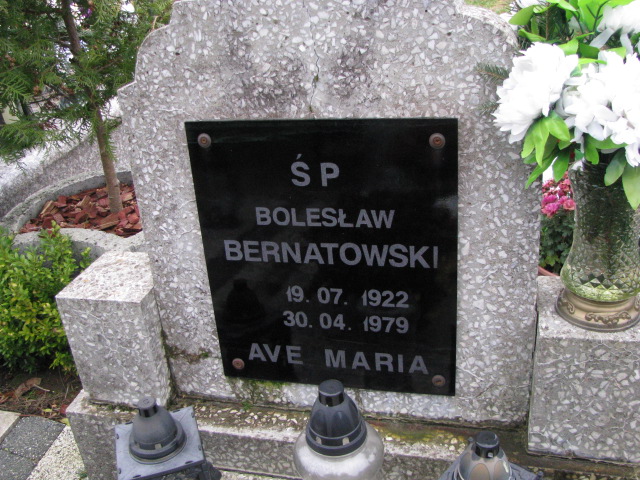 ŚP
BOLESŁAW
BERNATOWSKI
19. 07. 1922
30. 04. 1979
AVE MARIA